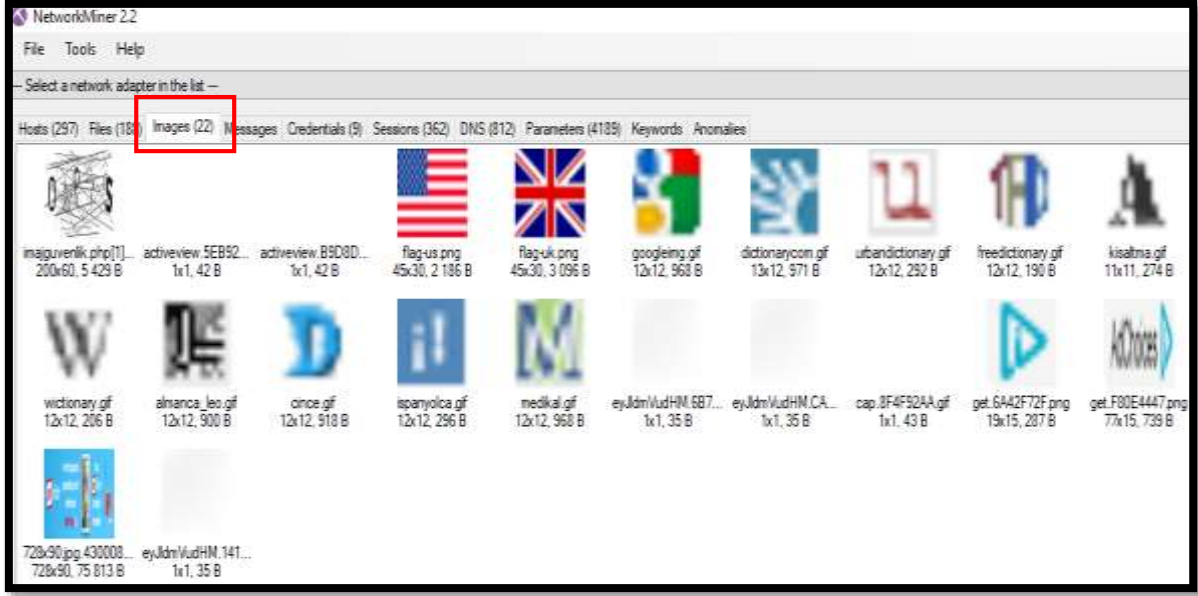 NetworkMiner 2.2
File Tools Help
-- Select a network adapter in the list --
Hosts (297) Files (18 Images (22) Messages Credentials (9) Sessions (362) DNS (812) Parameters (4189) Keywords Anomalies
imajguvenlik.php[1]... activeview.5EB92... activeview.B9D8D... flag-us.png flag-uk.png googleimg.gif dictionarycom.gif urbandictionary.gif freedictionary.gif kisaltma.gif
200x60, 5 429 B 1x1, 42 B 1x1, 42 B 45x30, 2 186 B 45x30, 3 096 B 12x12, 968 B 13x12, 971 B 12x12, 292 B 12x12, 190 B 11x11, 274 B
W
AdChoices
wictionary.gif almanca_leo.gif cince.gif ispanyolca.gif medikal.gif eyJldmVudHM.6B7... eyJldmVudHM.CA... cap.8F4F92AA.gif get.6A42F72F.png get.F80E4447.png
12x12, 206 B 12x12, 900 B 12x12, 918 B 12x12, 296 B 12x12, 968 B 1x1, 35 B 1x1, 35 B 1x1, 43 B 19x15, 287 B 77x15, 739 B
728x90.jpg.430008... eyJldmVudHM.141...
728x90, 75 813 B 1x1, 35 B